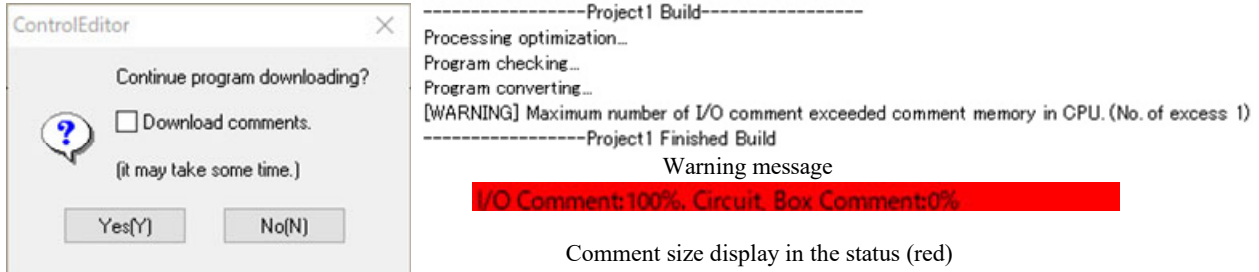 ControlEditor
Continue program downloading?
Download comments.
(it may take some time.)
Yes(Y)
No(N)
-----------------Project1 Build-----------------
Processing optimization...
Program checking...
Program converting...
[WARNING] Maximum number of I/O comment exceeded comment memory in CPU. (No. of excess 1)
-----------------Project1 Finished Build
Warning message
I/O Comment:100%. Circuit, Box Comment:0%
Comment size display in the status (red)